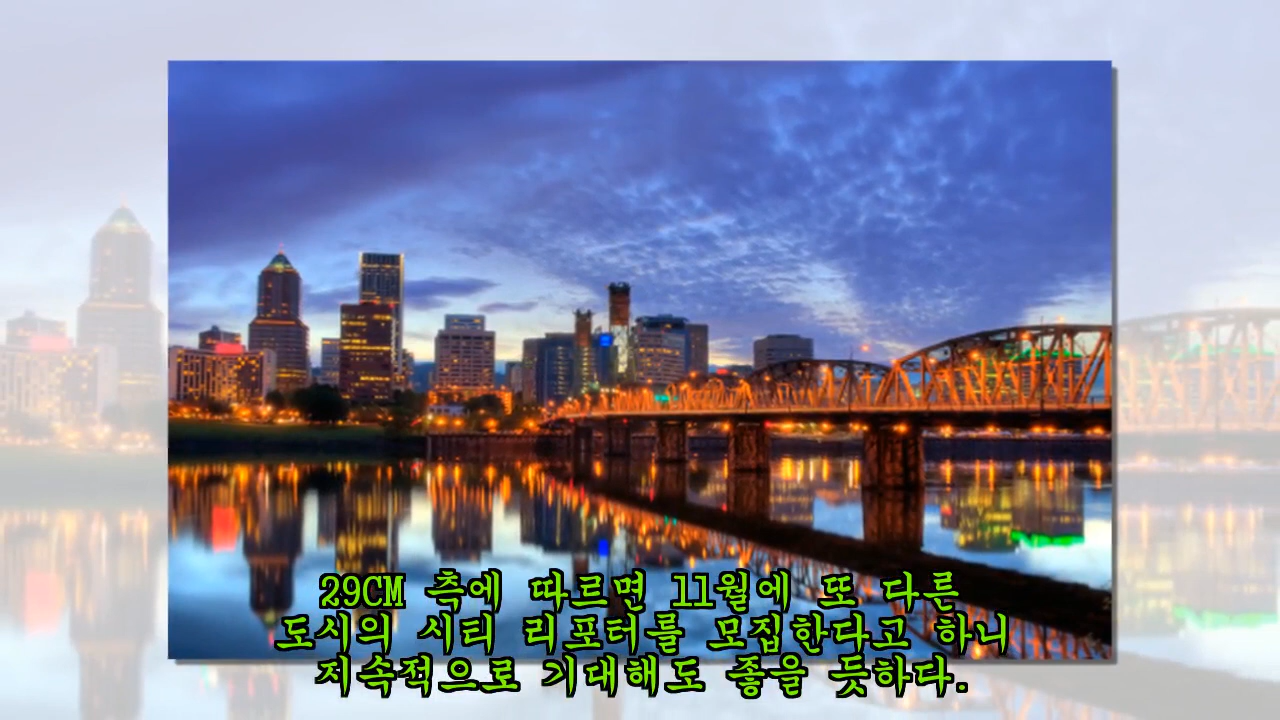 29CM 측에 따르면 11월에 또 다른
도시의 시티 리포터를 모집한다고 하니
지속적으로 기대해도 좋을 듯하다.